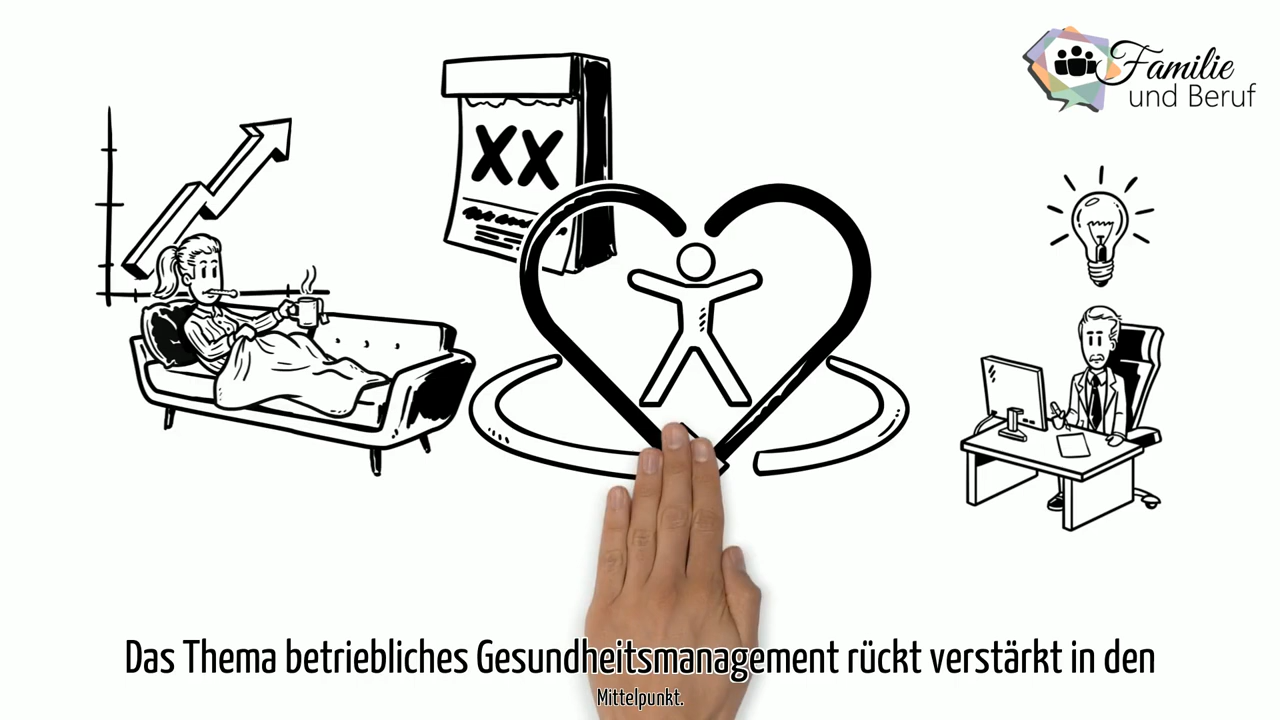 Familie
und Beruf
XX
Das Thema betriebliches Gesundheitsmanagement rückt verstärkt in den
Mittelpunkt.